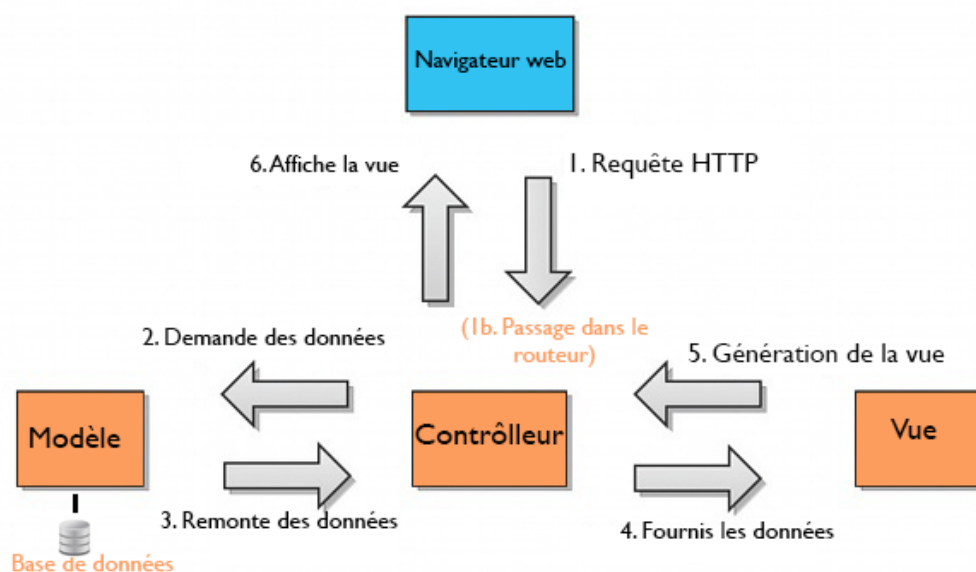 Navigateur web
6. Affiche la vue
1. Requête HTTP
(1b. Passage dans le
routeur)
2. Demande des données
5. Génération de la vue
Modèle
Contrôlleur
Vue
3. Remonte des données
4. Fournis les données
Base de données